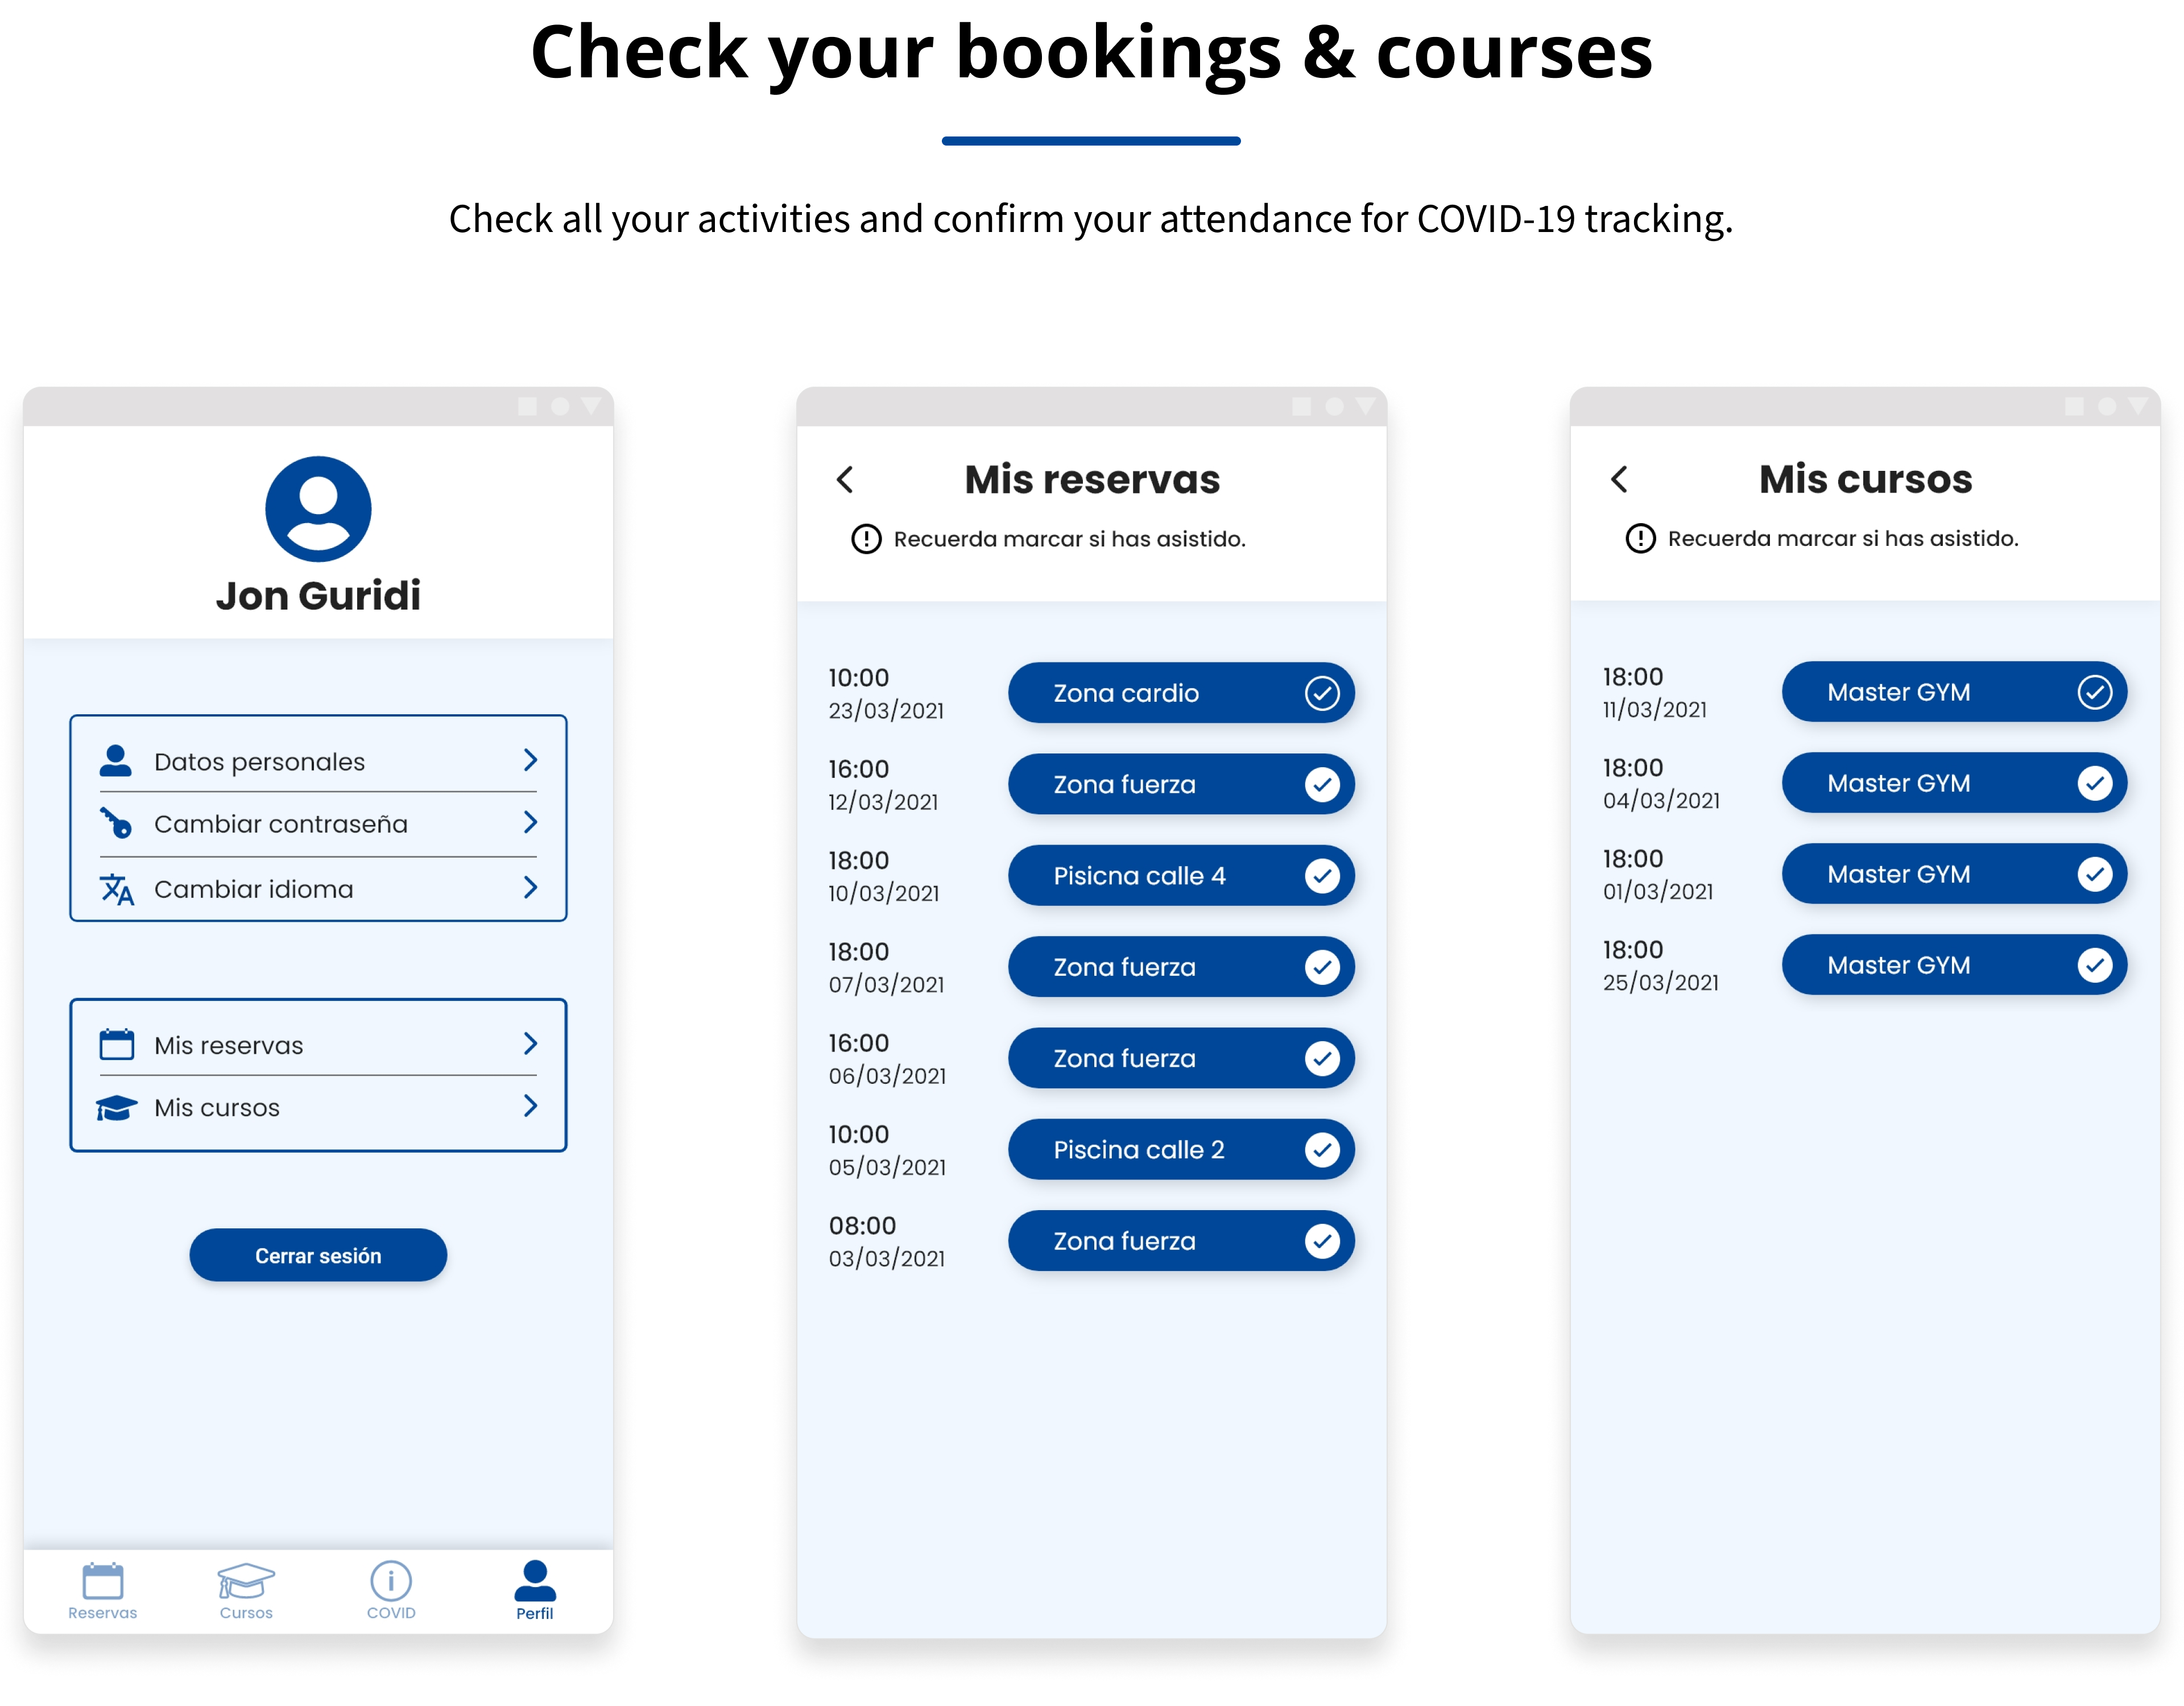 Check your bookings & courses
Check all your activities and confirm your attendance for COVID-19 tracking.
Jon Guridi
Datos personales
Cambiar contraseña
Cambiar idioma
Mis reservas
Mis cursos
Cerrar sesión
Reservas
Cursos
COVID
Perfil
Mis reservas
Recuerda marcar si has asistido.
10:00
23/03/2021
Zona cardio
16:00
12/03/2021
Zona fuerza
18:00
10/03/2021
Pisicna calle 4
18:00
07/03/2021
Zona fuerza
16:00
06/03/2021
Zona fuerza
10:00
05/03/2021
Piscina calle 2
08:00
03/03/2021
Zona fuerza
Mis cursos
Recuerda marcar si has asistido.
18:00
11/03/2021
Master GYM
18:00
04/03/2021
Master GYM
18:00
01/03/2021
Master GYM
18:00
25/03/2021
Master GYM